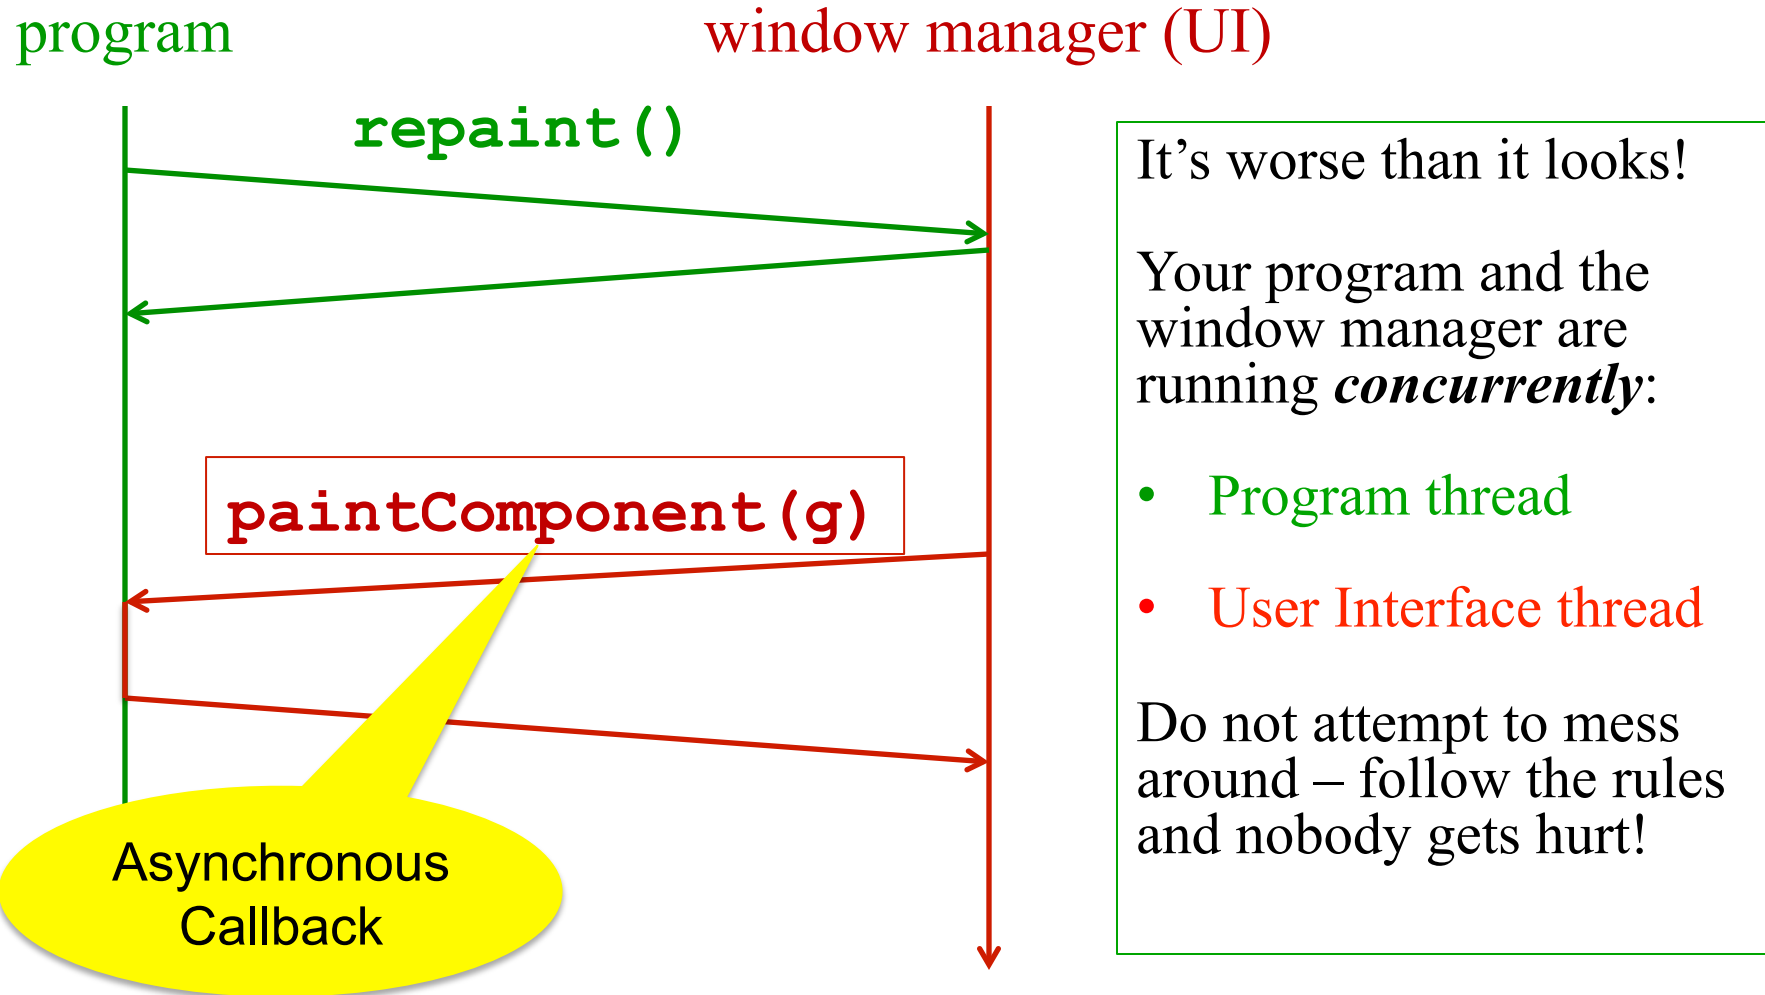 program
window manager (UI)
repaint()
paintComponent(g)
Asynchronous
Callback
It’s worse than it looks!
Your program and the
window manager are
running concurrently:
• Program thread
• User Interface thread
Do not attempt to mess
around – follow the rules
and nobody gets hurt!